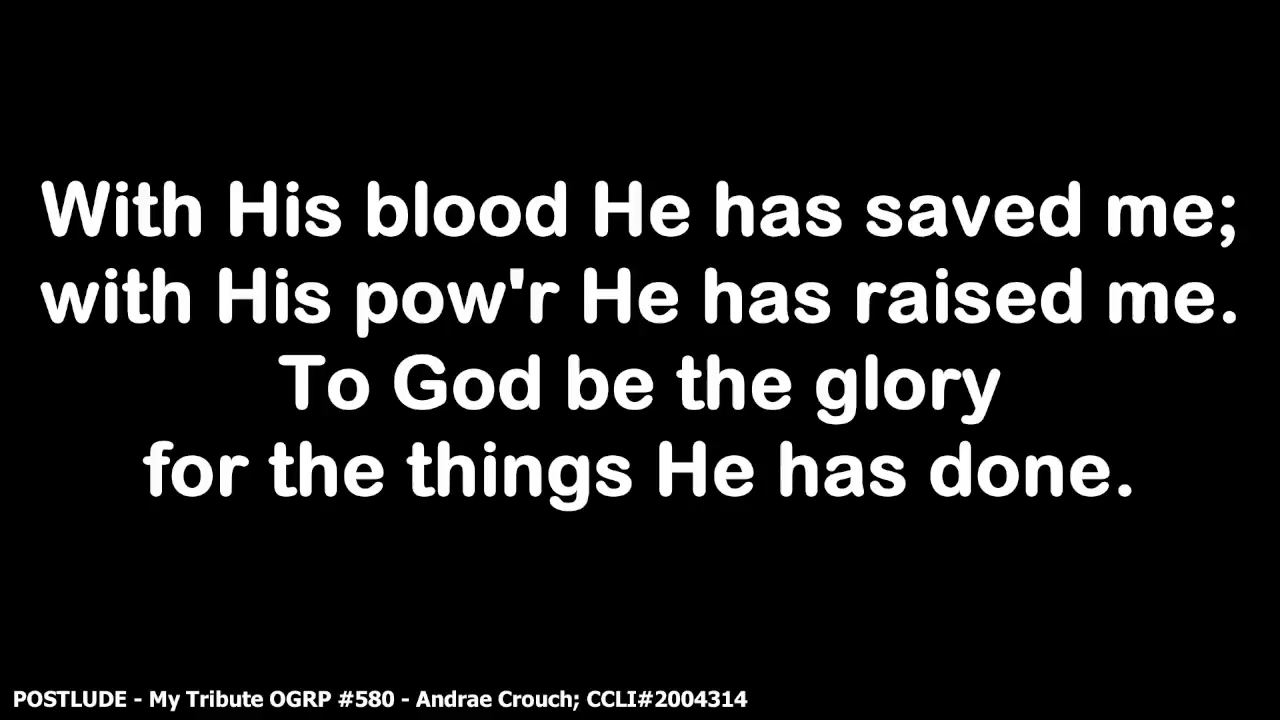 With His blood He has saved me;
with His pow'r He has raised me.
To God be the glory
for the things He has done.
POSTLUDE - My Tribute OGRP #580 - Andrae Crouch; CCLI#2004314